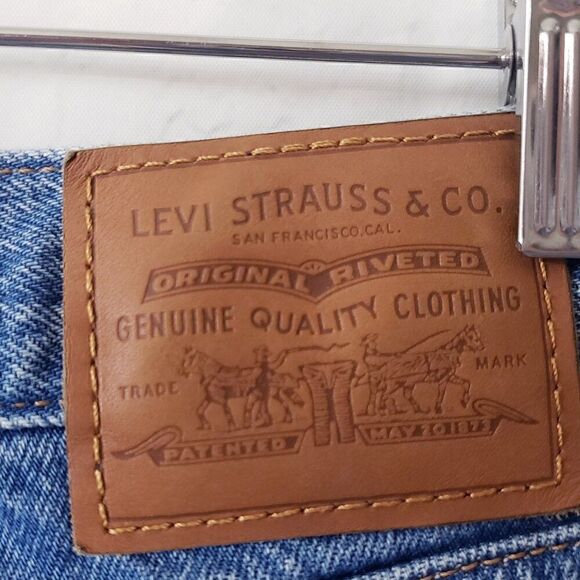 LEVI STRAUSS & CO.
SAN FRANCISCO, CAL.
ORIGINAL RIVETED
GENUINE QUALITY CLOTHING
TRADE MARK
PATENTED MAY 20 1873